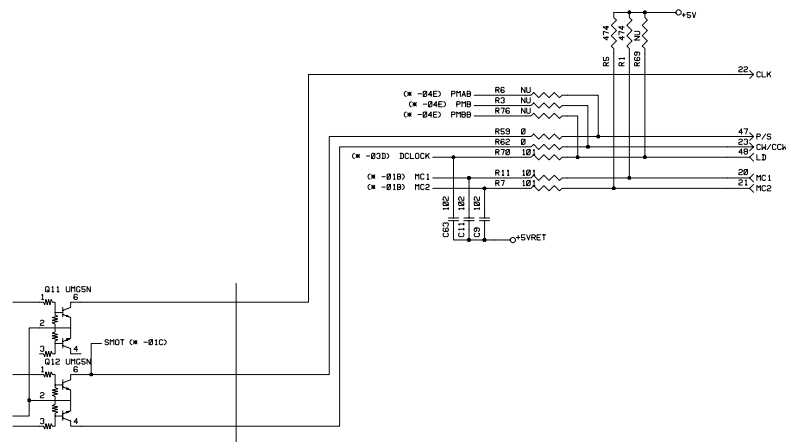 +5V
474
474
NU
R5
R1
R69
22 CLK
(* -04E) PMAB R6 NU
(* -04E) PMB R3 NU
(* -04E) PMBB R76 NU
R59 0 47 P/S
R62 0 23 CW/CCW
(* -03D) DCLOCK R70 101 48 LD
(* -01B) MC1 R11 101 20 MC1
(* -01B) MC2 R7 101 21 MC2
102
102
102
C63
C11
C9
+5VRET
Q11 UMG5N
1 6
2
3 4
SMOT (* -01C)
Q12 UMG5N
1 6
2
3 4